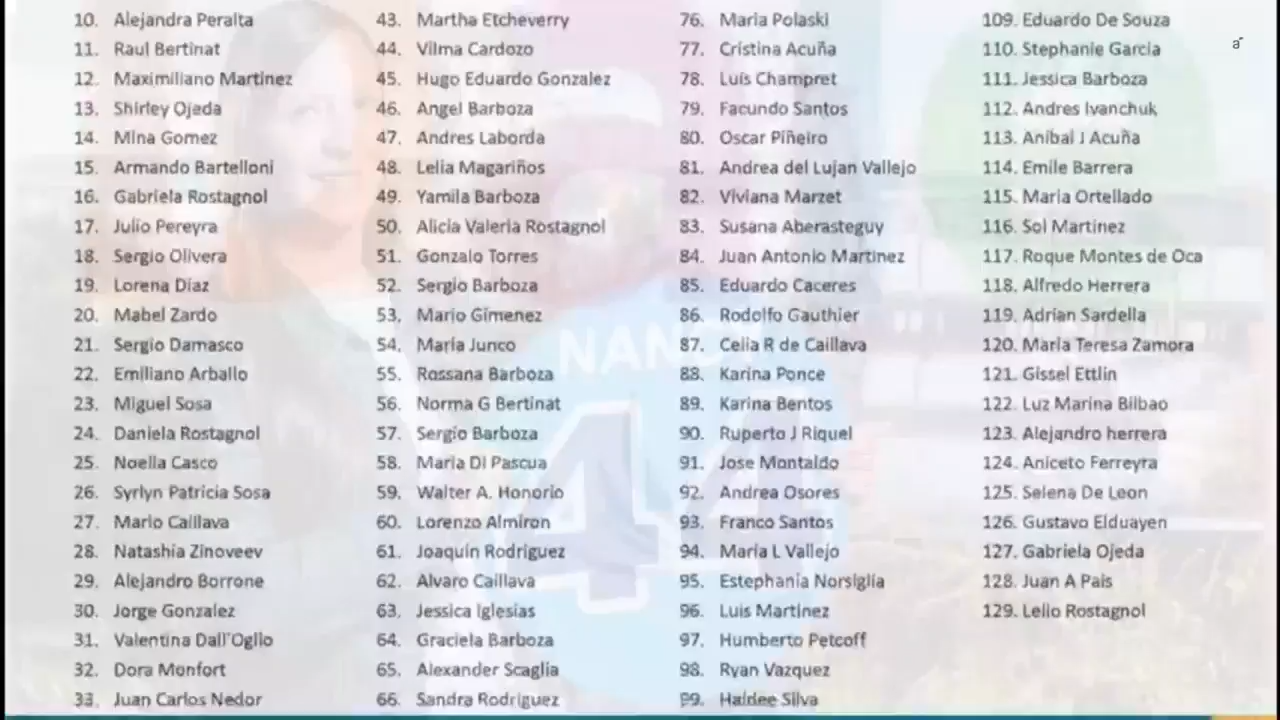 10. Alejandra Peralta
11. Raul Bertinat
12. Maximiliano Martinez
13. Shirley Ojeda
14. Mina Gomez
15. Armando Bartelloni
16. Gabriela Rostagnol
17. Julio Pereyra
18. Sergio Olivera
19. Lorena Diaz
20. Mabel Zardo
21. Sergio Damasco
22. Emiliano Arballo
23. Miguel Sosa
24. Daniela Rostagnol
25. Noelia Casco
26. Syrlyn Patricia Sosa
27. Mario Caillava
28. Natashia Zinoveev
29. Alejandro Borrone
30. Jorge Gonzalez
31. Valentina Dall'Oglio
32. Dora Monfort
33. Juan Carlos Nedor
43. Martha Etcheverry
44. Vilma Cardozo
45. Hugo Eduardo Gonzalez
46. Angel Barboza
47. Andres Laborda
48. Lelia Magariños
49. Yamila Barboza
50. Alicia Valeria Rostagnol
51. Gonzalo Torres
52. Sergio Barboza
53. Mario Gimenez
54. Maria Junco
55. Rossana Barboza
56. Norma G Bertinat
57. Sergio Barboza
58. Maria Di Pascua
59. Walter A. Honorio
60. Lorenzo Almiron
61. Joaquin Rodriguez
62. Alvaro Caillava
63. Jessica Iglesias
64. Graciela Barboza
65. Alexander Scaglia
66. Sandra Rodriguez
76. Maria Polaski
77. Cristina Acuña
78. Luis Champret
79. Facundo Santos
80. Oscar Piñeiro
81. Andrea del Lujan Vallejo
82. Viviana Marzet
83. Susana Aberasteguy
84. Juan Antonio Martinez
85. Eduardo Caceres
86. Rodolfo Gauthier
87. Celia R de Caillava
88. Karina Ponce
89. Karina Bentos
90. Ruperto J Riquel
91. Jose Montaldo
92. Andrea Osores
93. Franco Santos
94. Maria L Vallejo
95. Estephania Norsiglia
96. Luis Martinez
97. Humberto Petcoff
98. Ryan Vazquez
99. Haidee Silva
109. Eduardo De Souza
110. Stephanie Garcia
111. Jessica Barboza
112. Andres Ivanchuk
113. Anibal J Acuña
114. Emile Barrera
115. Maria Ortellado
116. Sol Martinez
117. Roque Montes de Oca
118. Alfredo Herrera
119. Adrian Sardella
120. Maria Teresa Zamora
121. Gissel Ettlin
122. Luz Marina Bilbao
123. Alejandro herrera
124. Aniceto Ferreyra
125. Selena De Leon
126. Gustavo Elduayen
127. Gabriela Ojeda
128. Juan A Pais
129. Lelio Rostagnol
44